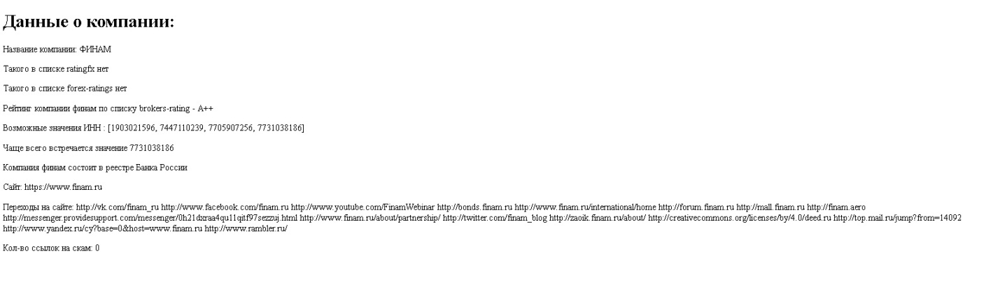 Данные о компании:
Название компании: ФИНАМ
Такого в списке ratingfx нет
Такого в списке forex-ratings нет
Рейтинг компании финам по списку brokers-rating - A++
Возможные значения ИНН : [1903021596, 7447110239, 7705907256, 7731038186]
Чаще всего встречается значение 7731038186
Компания финам состоит в реестре Банка России
Сайт: https://www.finam.ru
Переходы на сайте: http://vk.com/finam_ru http://www.facebook.com/finam.ru http://www.youtube.com/FinamWebinar http://bonds.finam.ru http://www.finam.ru/international/home http://forum.finam.ru http://mall.finam.ru http://finam.aero
http://messenger.providesupport.com/messenger/0h21dxraa4qu11qitf97sezzuj.html http://www.finam.ru/about/partnership/ http://twitter.com/finam_blog http://zaoik.finam.ru/about/ http://creativecommons.org/licenses/by/4.0/deed.ru http://top.mail.ru/jump?from=14092
http://www.yandex.ru/cy?base=0&host=www.finam.ru http://www.rambler.ru/
Кол-во ссылок на скам: 0